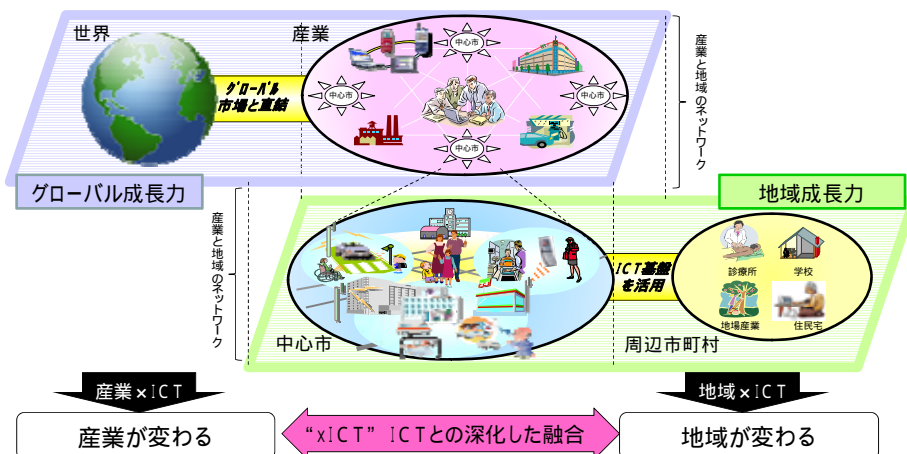 世界
産業
中心市
中心市
中心市
中心市
グローバル
市場と直結
産業と地域のネットワーク
グローバル成長力
地域成長力
産業と地域のネットワーク
ICT基盤
を活用
診療所
学校
地場産業
住民宅
中心市
周辺市町村
産業×ICT
地域×ICT
産業が変わる
“xICT”ICTとの深化した融合
地域が変わる